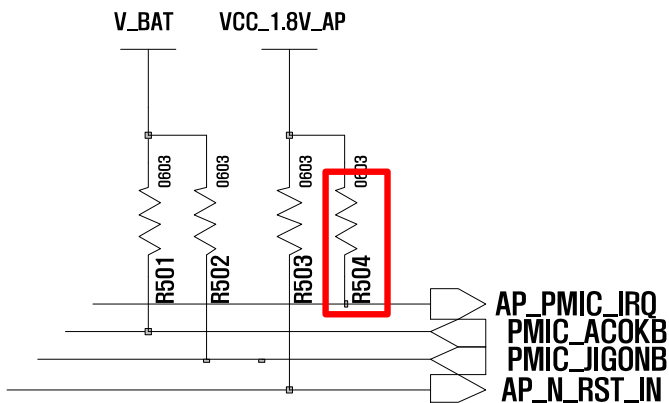 V_BAT VCC_1.8V_AP
0603 0603 0603 0603
R501 R502 R503 R504
AP_PMIC_IRQ
PMIC_ACOKB
PMIC_JIGONB
AP_N_RST_IN